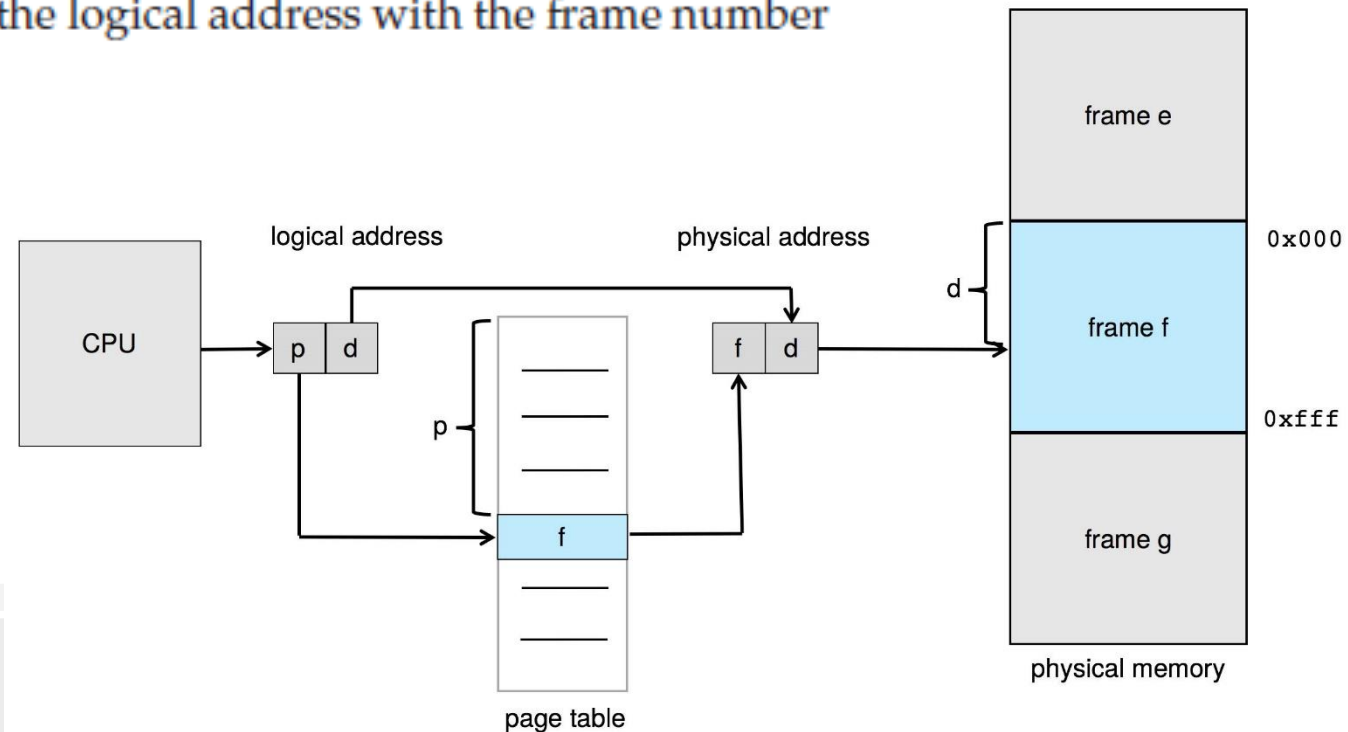 the logical address with the frame number
frame e
logical address
physical address
0x000
d
CPU
p d
f d
frame f
p
0xfff
f
frame g
physical memory
page table